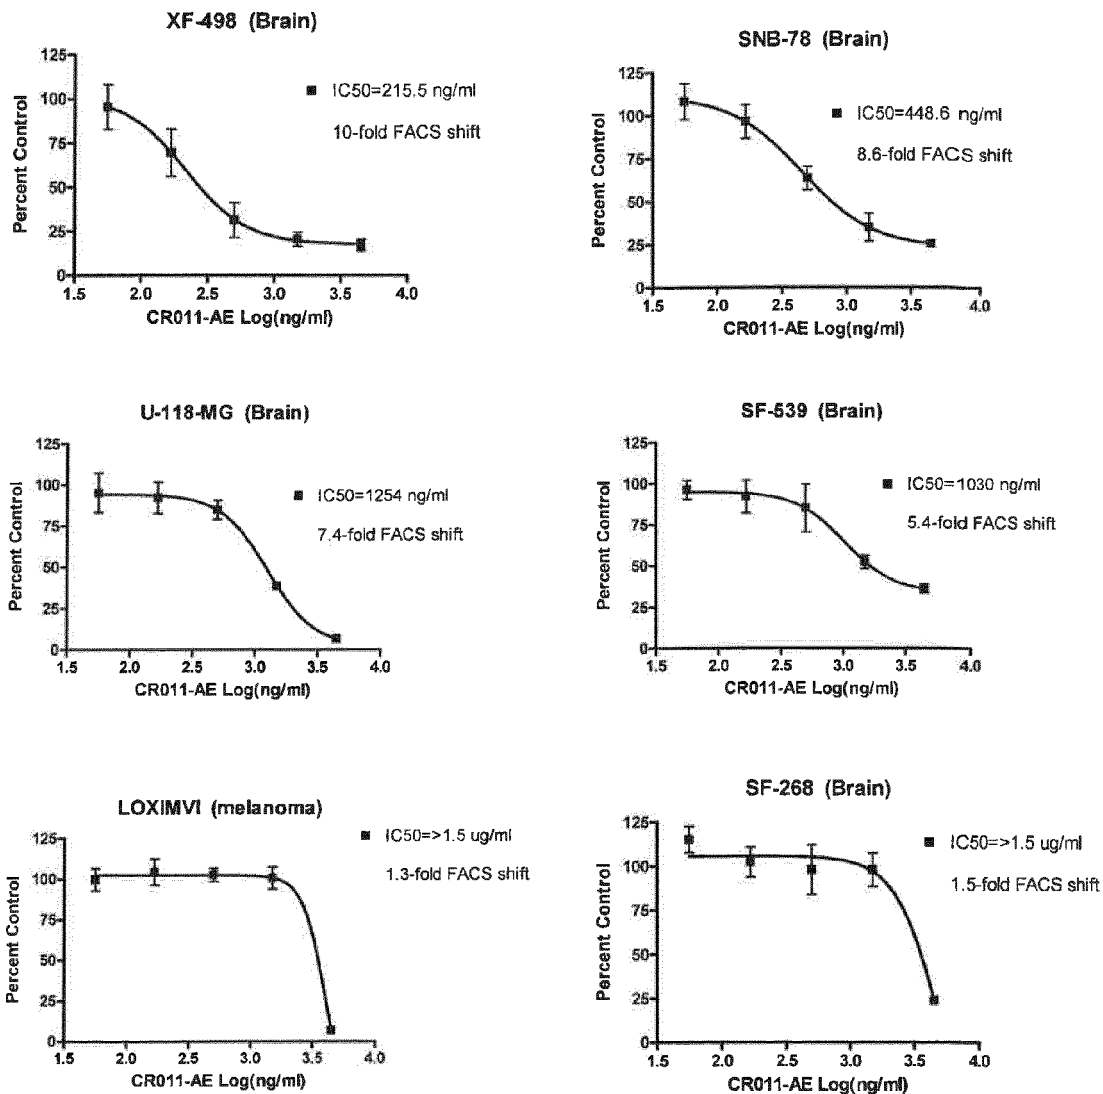 XF-498 (Brain)
125
100
75
50
25
0
1.5 2.0 2.5 3.0 3.5 4.0
Percent Control
CR011-AE Log(ng/ml)
IC50=215.5 ng/ml
10-fold FACS shift
SNB-78 (Brain)
125
100
75
50
25
0
1.5 2.0 2.5 3.0 3.5 4.0
Percent Control
CR011-AE Log(ng/ml)
IC50=448.6 ng/ml
8.6-fold FACS shift
U-118-MG (Brain)
125
100
75
50
25
0
1.5 2.0 2.5 3.0 3.5 4.0
Percent Control
CR011-AE Log(ng/ml)
IC50=1254 ng/ml
7.4-fold FACS shift
SF-539 (Brain)
125
100
75
50
25
0
1.5 2.0 2.5 3.0 3.5 4.0
Percent Control
CR011-AE Log(ng/ml)
IC50=1030 ng/ml
5.4-fold FACS shift
LOXIMVI (melanoma)
125
100
75
50
25
0
1.5 2.0 2.5 3.0 3.5 4.0
Percent Control
CR011-AE Log(ng/ml)
IC50=>1.5 ug/ml
1.3-fold FACS shift
SF-268 (Brain)
125
100
75
50
25
0
1.5 2.0 2.5 3.0 3.5 4.0
Percent Control
CR011-AE Log(ng/ml)
IC50=>1.5 ug/ml
1.5-fold FACS shift